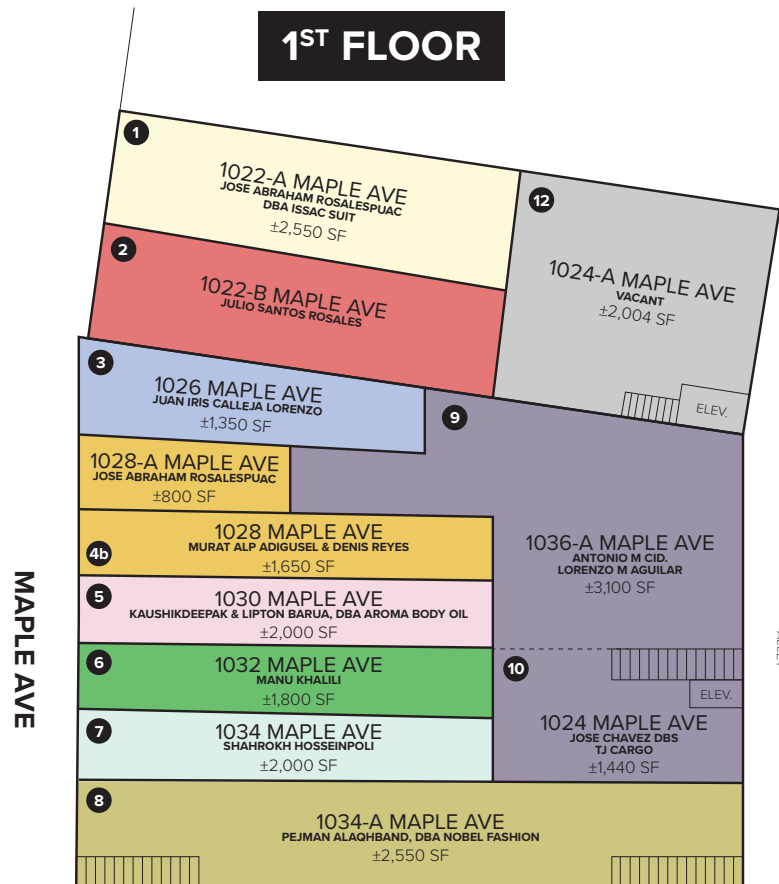 1ST FLOOR
1
1022-A MAPLE AVE
JOSE ABRAHAM ROSALESPUAC
DBA ISSAC SUIT
±2,550 SF
12
1024-A MAPLE AVE
VACANT
±2,004 SF
ELEV.
2
1022-B MAPLE AVE
JULIO SANTOS ROSALES
3
1026 MAPLE AVE
JUAN IRIS CALLEJA LORENZO
±1,350 SF
9
1028-A MAPLE AVE
JOSE ABRAHAM ROSALESPUAC
±800 SF
4b
1028 MAPLE AVE
MURAT ALP ADIGUSEL & DENIS REYES
±1,650 SF
1036-A MAPLE AVE
ANTONIO M CID.
LORENZO M AGUILAR
±3,100 SF
5
1030 MAPLE AVE
KAUSHIKDEEPAK & LIPTON BARUA, DBA AROMA BODY OIL
±2,000 SF
MAPLE AVE
6
1032 MAPLE AVE
MANU KHALILI
±1,800 SF
10
ELEV.
1024 MAPLE AVE
JOSE CHAVEZ DBS
TJ CARGO
±1,440 SF
7
1034 MAPLE AVE
SHAHROKH HOSSEINPOLI
±2,000 SF
8
1034-A MAPLE AVE
PEJMAN ALAQHBAND, DBA NOBEL FASHION
±2,550 SF